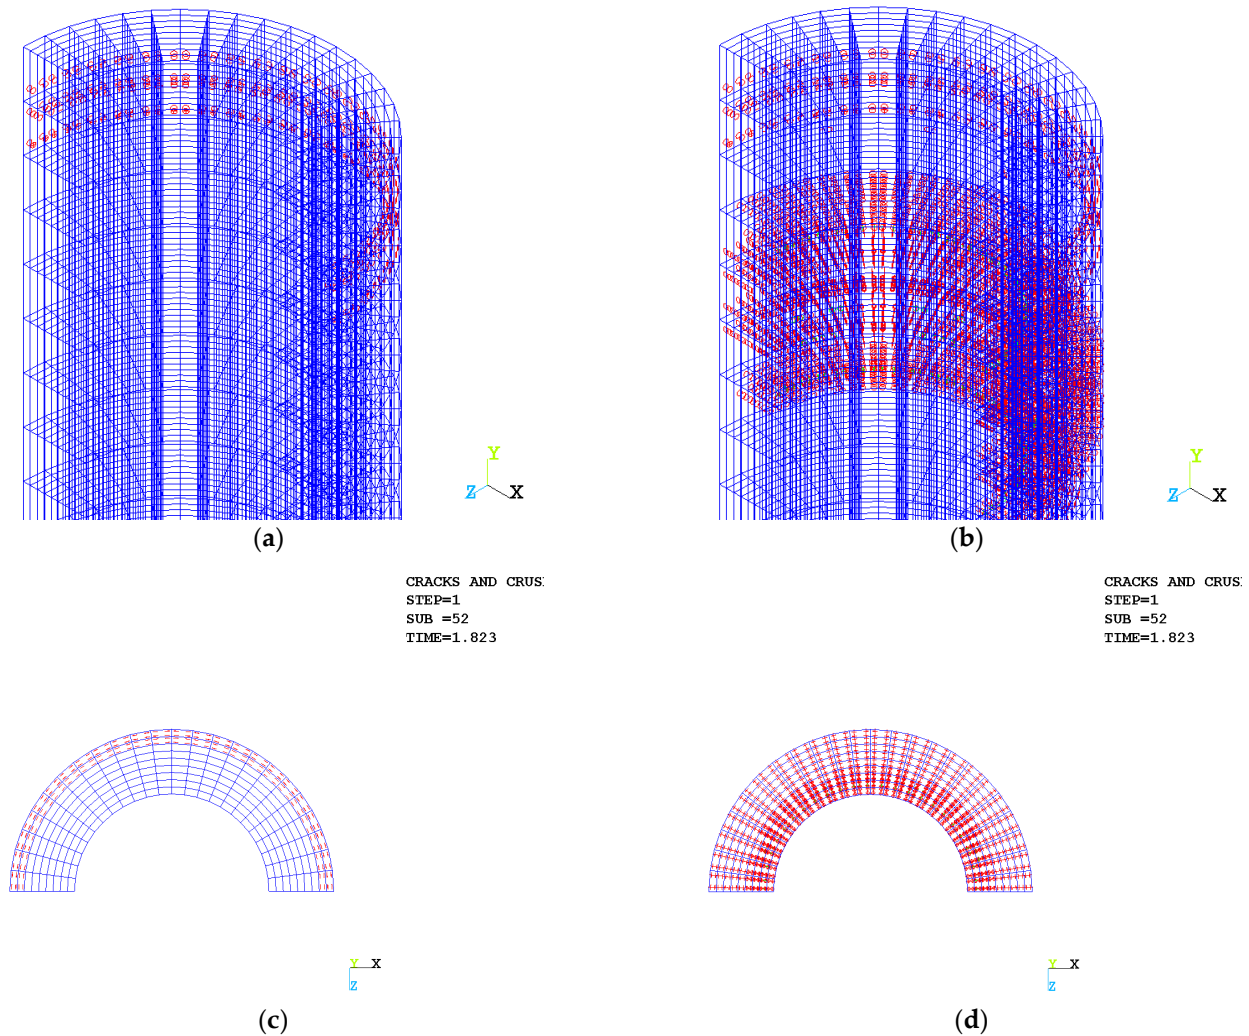 Y
Z X
Y
Z X
(a)
(b)
CRACKS AND CRUS
STEP=1
SUB =52
TIME=1.823
CRACKS AND CRUS
STEP=1
SUB =52
TIME=1.823
Y X
Z
Y X
Z
(c)
(d)